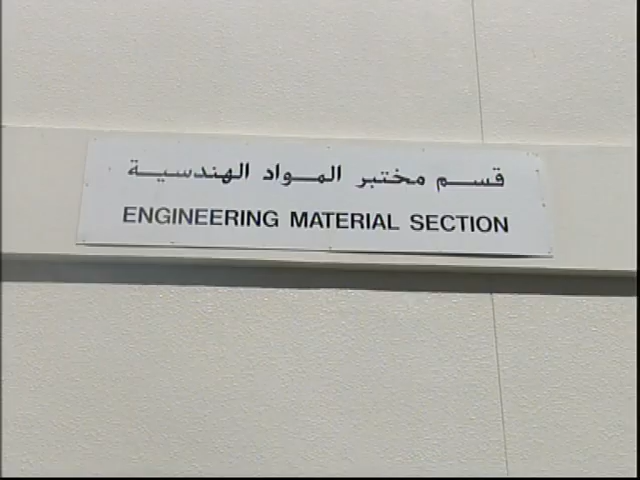 قسم مختبر المواد الهندسية
ENGINEERING MATERIAL SECTION